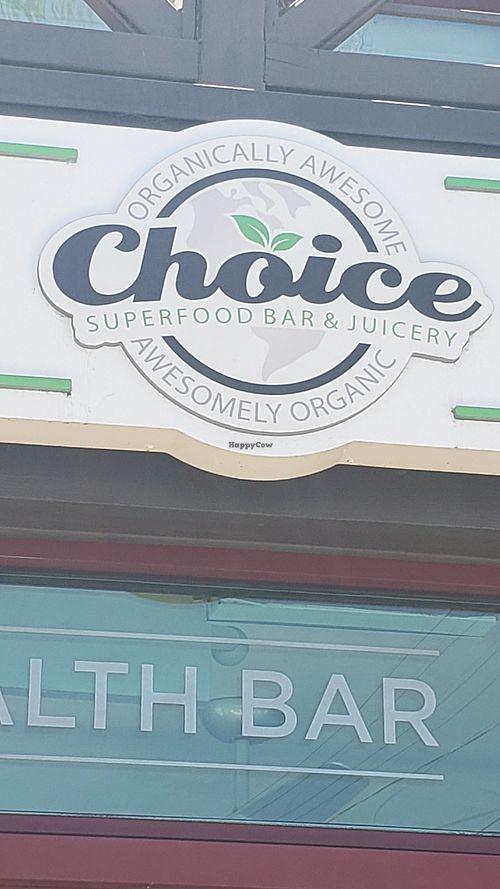 ORGANICALLY AWESOME
Choice
SUPERFOOD BAR & JUICERY
AWESOMELY ORGANIC
HappyCow
ALTH BAR